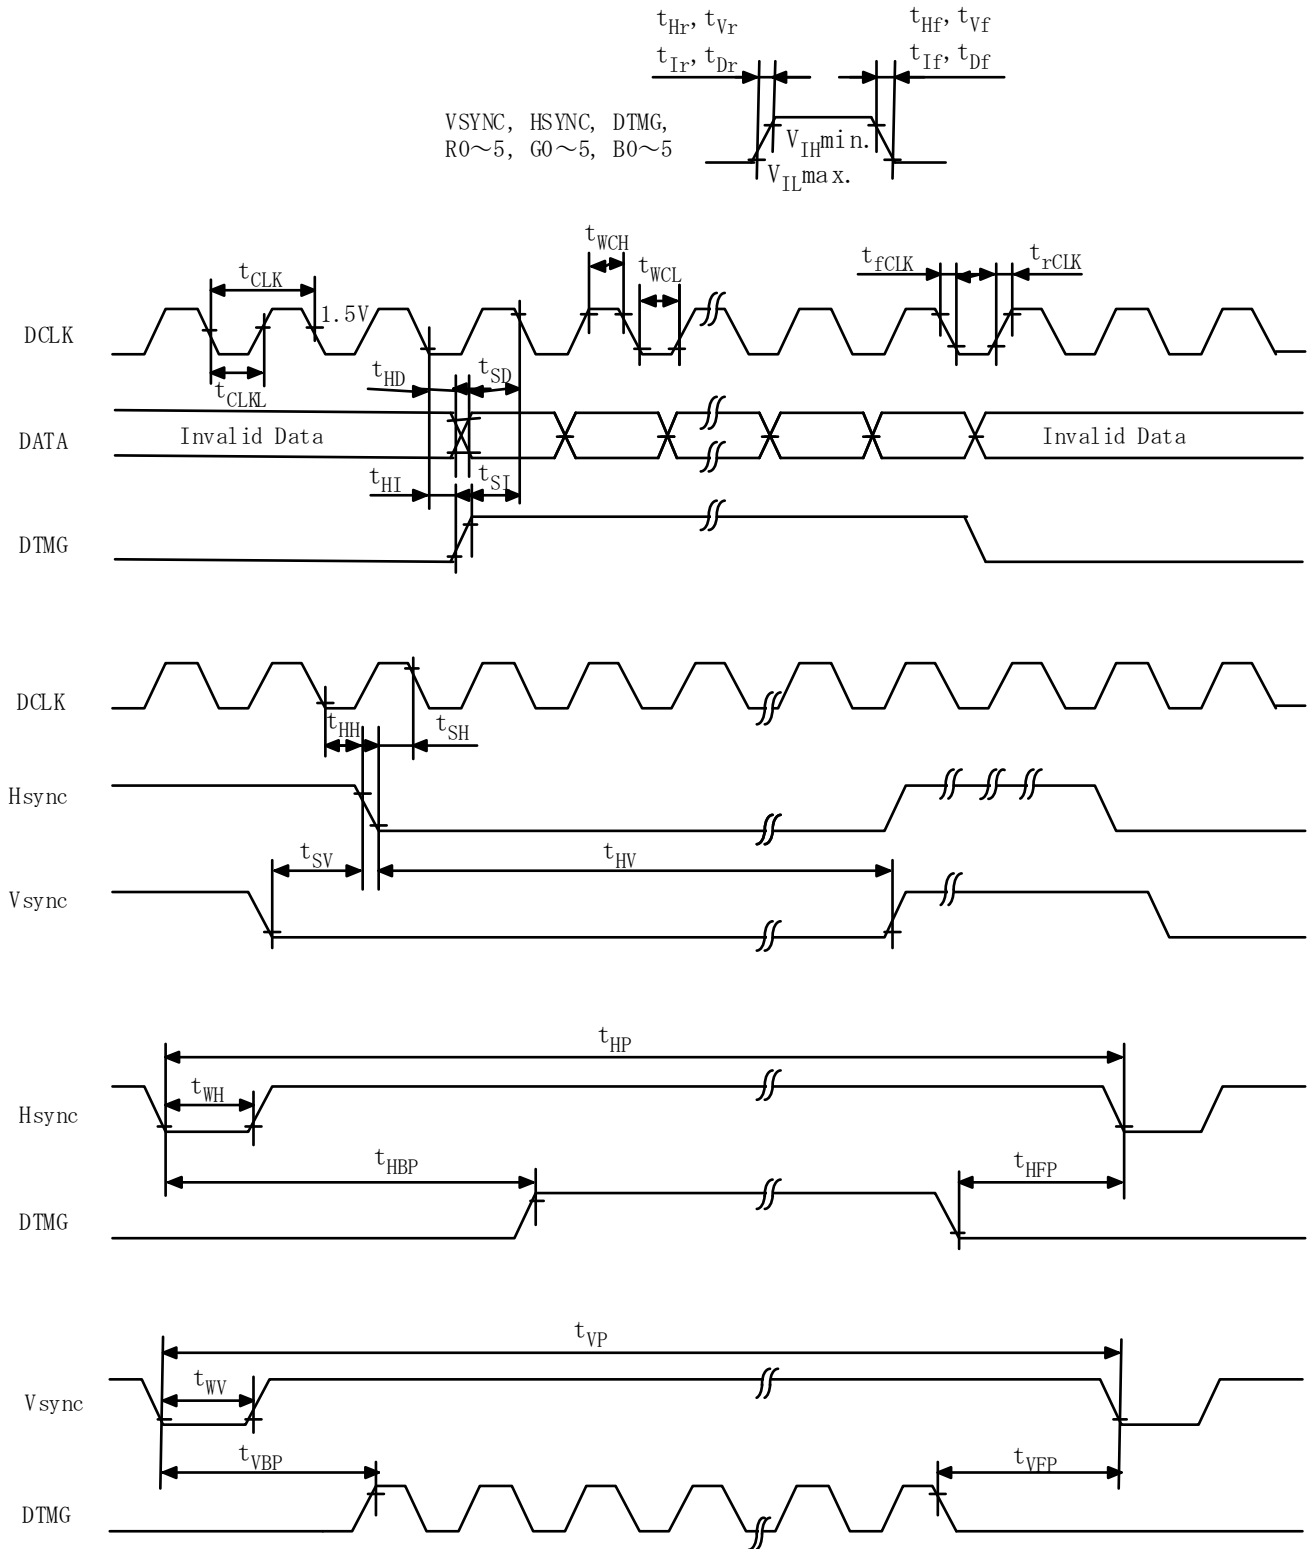 tHr, tVr
tHf, tVf
tIr, tDr
tIf, tDf
VSYNC, HSYNC, DTMG,
R0～5, G0～5, B0～5
VIHmin.
VILmax.
tWCH
tWCL
tCLK
tfCLK
trCLK
1.5V
DCLK
tHD
tSD
tCLKL
DATA
Invalid Data
Invalid Data
tHI
tSI
DTMG
DCLK
tHH
tSH
Hsync
tSV
tHV
Vsync
tHP
tWH
Hsync
tHBP
tHFP
DTMG
tVP
tWV
Vsync
tVBP
tVFP
DTMG